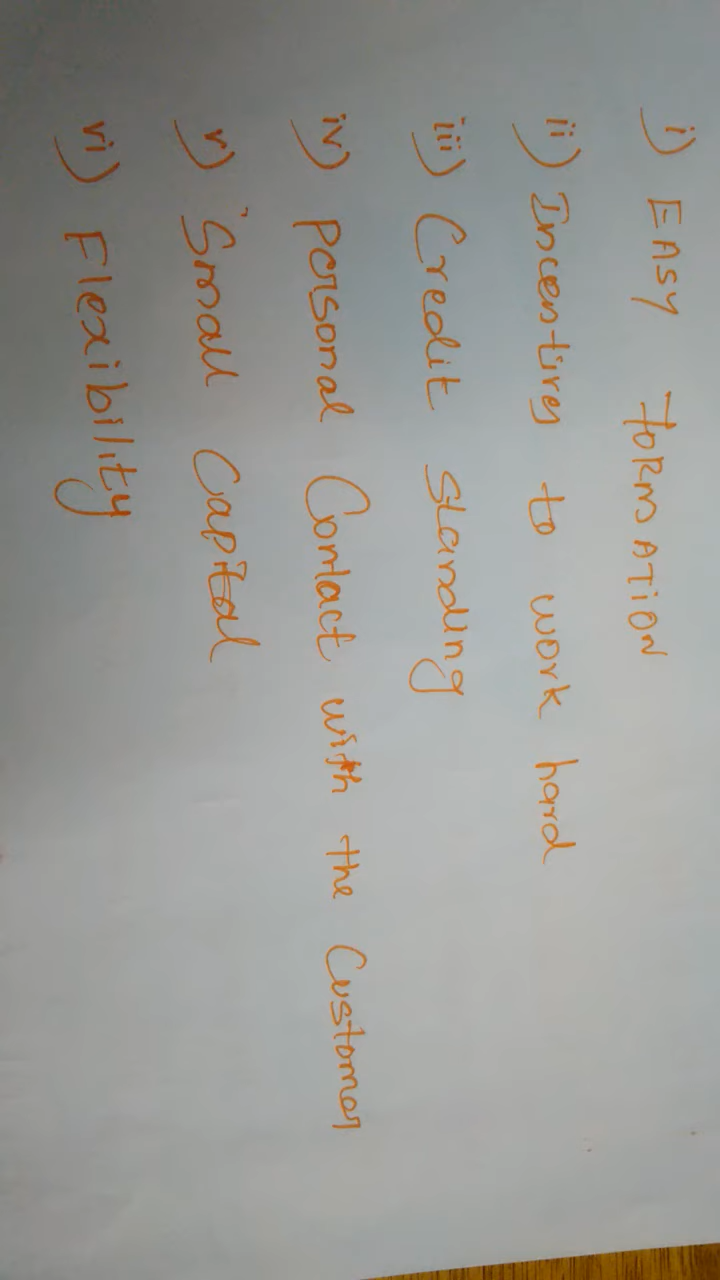 i) EASY FORMATION
ii) Incentives to work hard
iii) Credit standing
iv) personal Contact with the Customer
v) Small Capital
vi) Flexibility